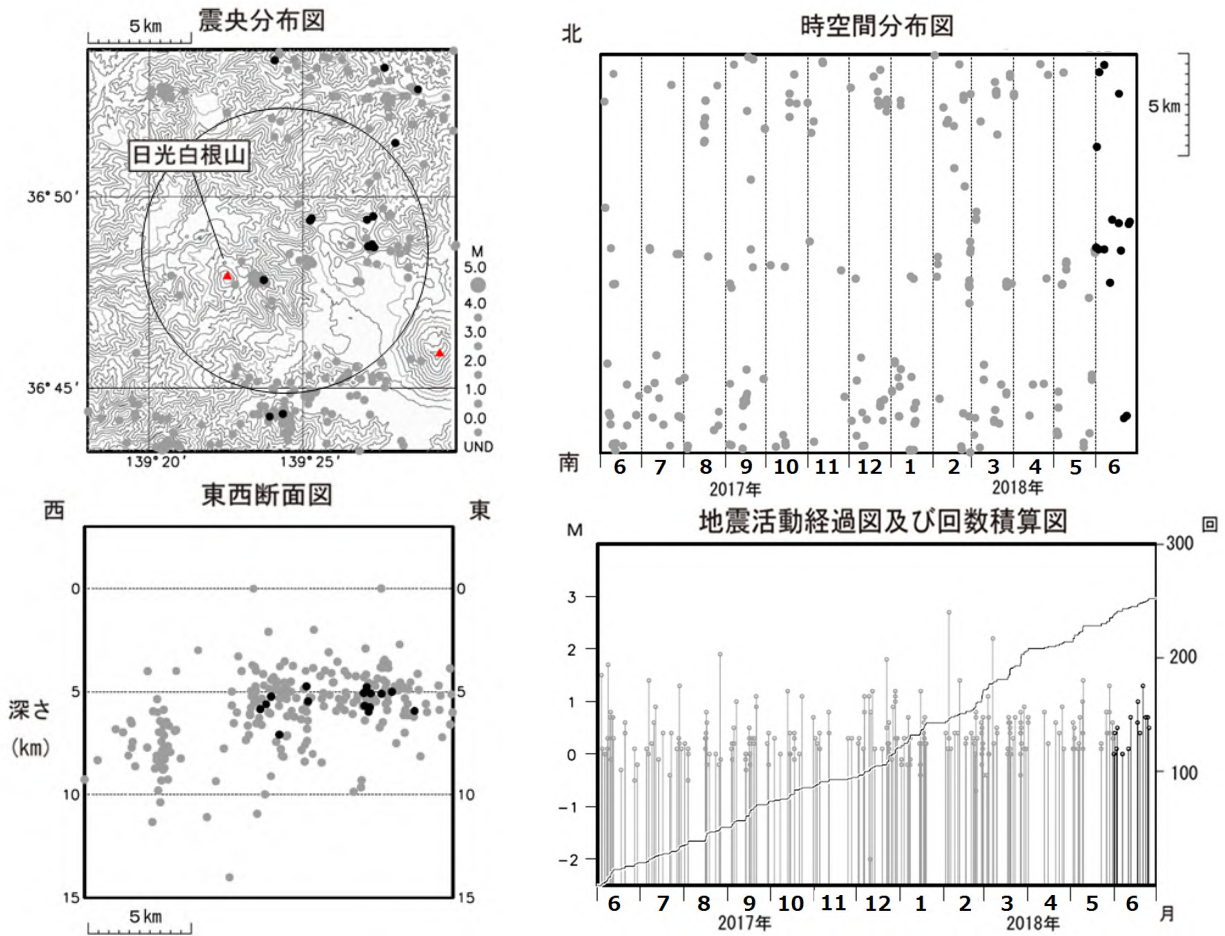 震央分布図
5 km
日光白根山
36° 50′
36° 45′
139° 20′
139° 25′
M
5.0
4.0
3.0
2.0
1.0
0.0
UND
時空間分布図
北
南
5 km
6 7 8 9 10 11 12 1 2 3 4 5 6
2017年 2018年
東西断面図
西 東
0 0
5 5
10 10
15 15
深さ
(km)
5 km
地震活動経過図及び回数積算図
M 回
3
2
1
0
−1
−2
300
200
100
6 7 8 9 10 11 12 1 2 3 4 5 6 月
2017年 2018年